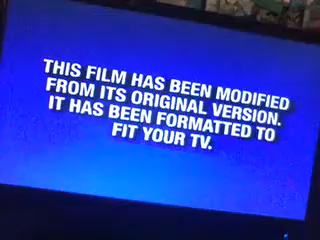 THIS FILM HAS BEEN MODIFIED
FROM ITS ORIGINAL VERSION.
IT HAS BEEN FORMATTED TO
FIT YOUR TV.